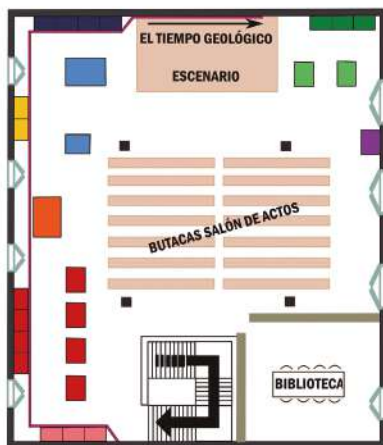 EL TIEMPO GEOLÓGICO
ESCENARIO
BUTACAS SALÓN DE ACTOS
BIBLIOTECA